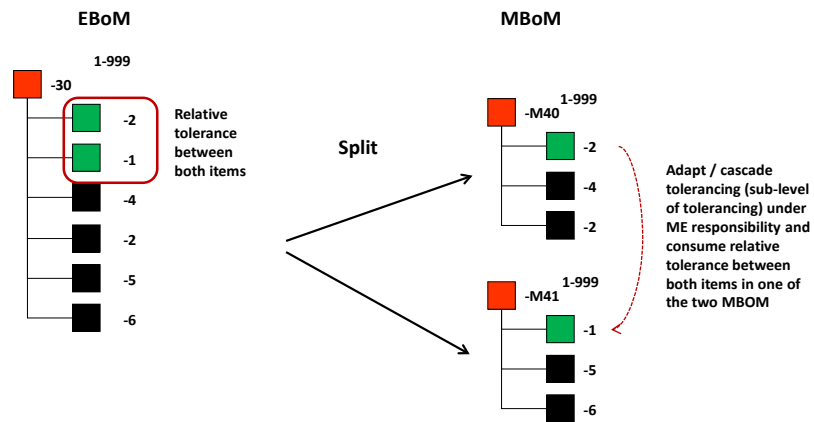 EBoM
MBoM
1-999
-30
-2
-1
-4
-2
-5
-6
Relative
tolerance
between
both items
Split
1-999
-M40
-2
-4
-2
1-999
-M41
-1
-5
-6
Adapt / cascade
tolerancing (sub-level
of tolerancing) under
ME responsibility and
consume relative
tolerance between
both items in one of
the two MBOM